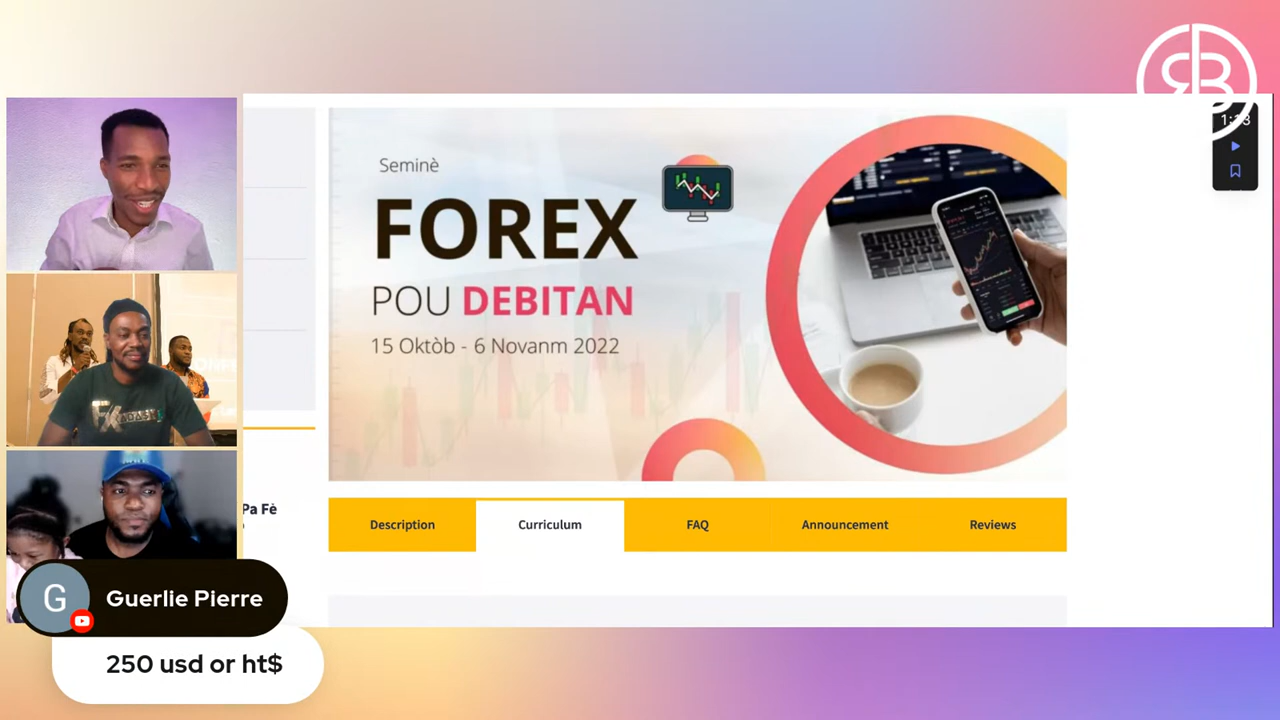 Seminè
FOREX
POU DEBITAN
15 Oktòb - 6 Novanm 2022
Pa Fè
Description
Curriculum
FAQ
Announcement
Reviews
G
Guerlie Pierre
250 usd or ht$